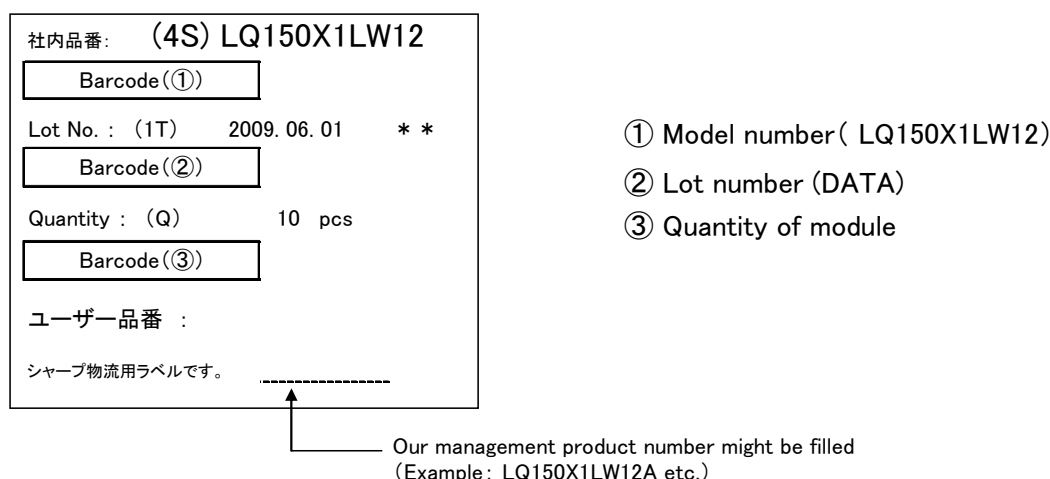 社内品番: (4S) LQ150X1LW12
Barcode(①)
Lot No. : (1T) 2009. 06. 01 * *
Barcode(②)
Quantity : (Q) 10 pcs
Barcode(③)
ユーザー品番 :
シャープ物流用ラベルです。
① Model number( LQ150X1LW12)
② Lot number (DATA)
③ Quantity of module
Our management product number might be filled
(Example: LQ150X1LW12A etc.)